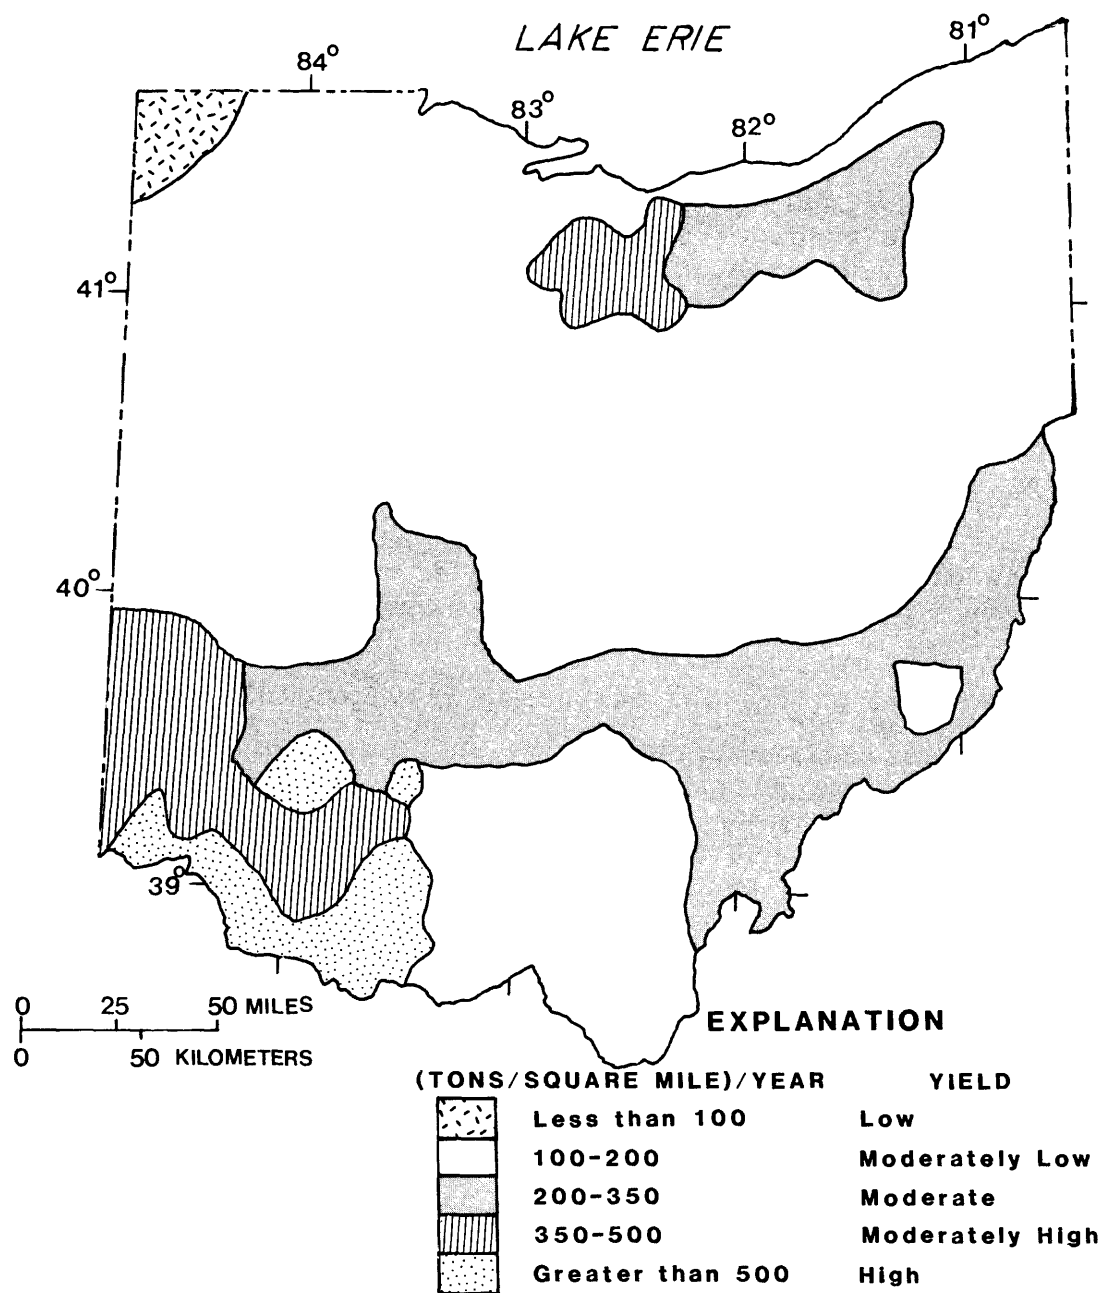 LAKE ERIE
81°
84°
83°
82°
41°
40°
39°
0 25 50 MILES
0 50 KILOMETERS
EXPLANATION
(TONS/SQUARE MILE)/YEAR YIELD
Less than 100 Low
100-200 Moderately Low
200-350 Moderate
350-500 Moderately High
Greater than 500 High